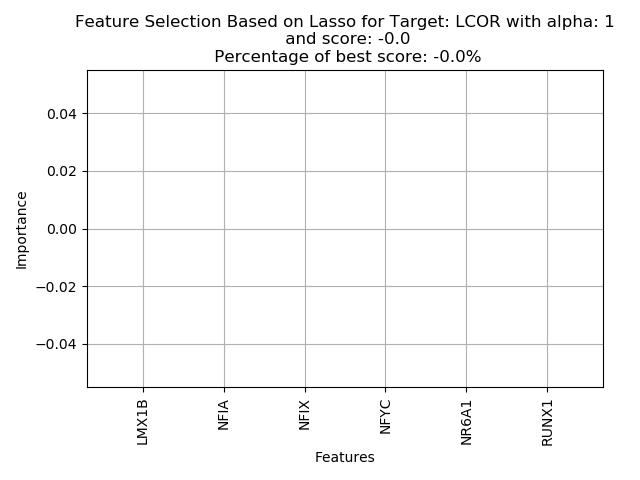 Feature Selection Based on Lasso for Target: LCOR with alpha: 1
and score: -0.0
Percentage of best score: -0.0%
0.04
0.02
0.00
−0.02
−0.04
Importance
LMX1B
NFIA
NFIX
NFYC
NR6A1
RUNX1
Features